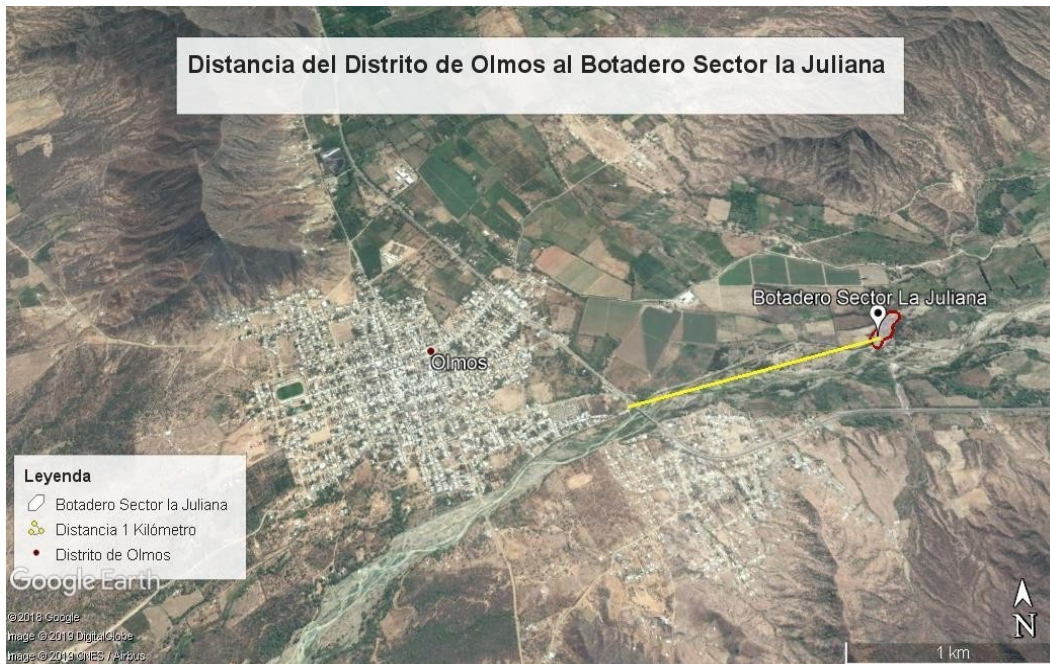 Distancia del Distrito de Olmos al Botadero Sector la Juliana
Botadero Sector La Juliana
Olmos
Leyenda
Botadero Sector la Juliana
Distancia 1 Kilómetro
Distrito de Olmos
Google Earth
©2018 Google
Image © 2019 DigitalGlobe
Image © 2019 CNES / Airbus
N
1 km